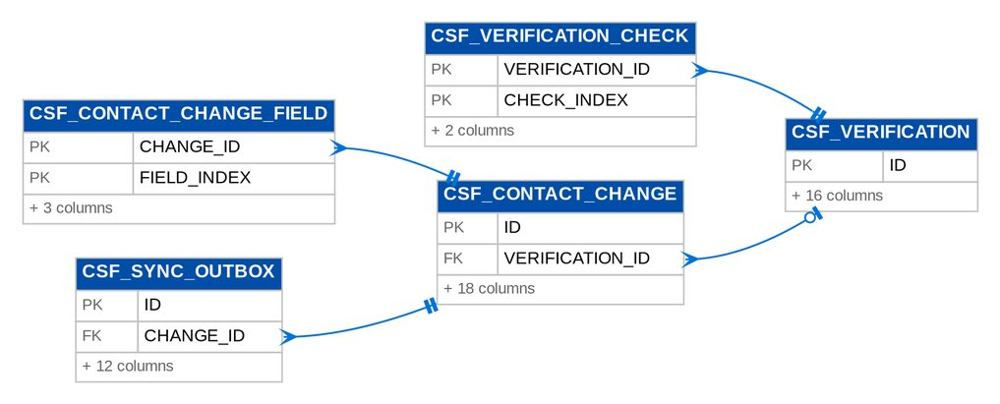 CSF_VERIFICATION_CHECK
PK VERIFICATION_ID
PK CHECK_INDEX
+ 2 columns
CSF_CONTACT_CHANGE_FIELD
PK CHANGE_ID
PK FIELD_INDEX
+ 3 columns
CSF_VERIFICATION
PK ID
+ 16 columns
CSF_CONTACT_CHANGE
PK ID
FK VERIFICATION_ID
+ 18 columns
CSF_SYNC_OUTBOX
PK ID
FK CHANGE_ID
+ 12 columns